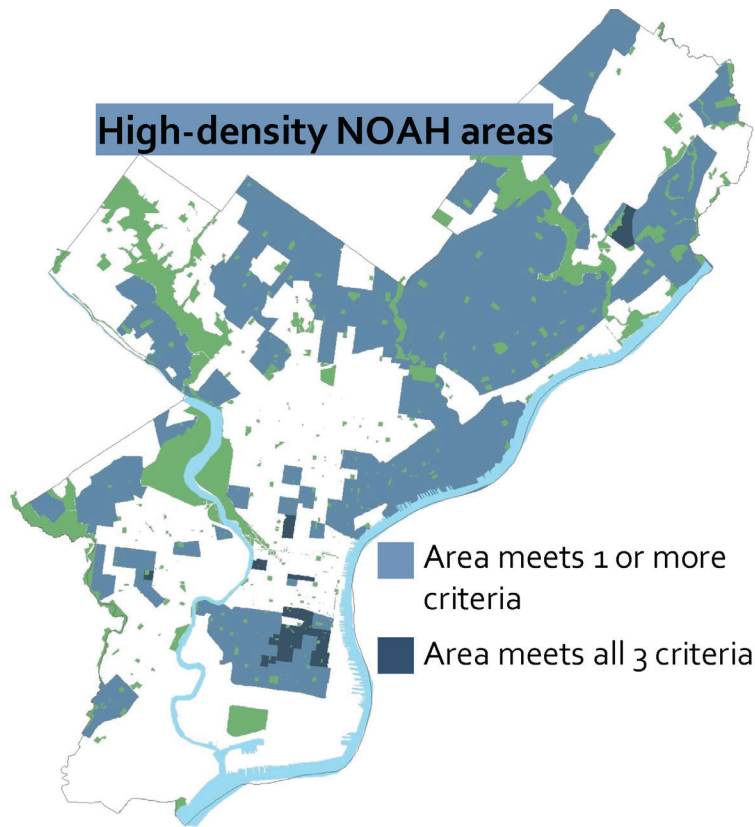 High-density NOAH areas
Area meets 1 or more
criteria
Area meets all 3 criteria